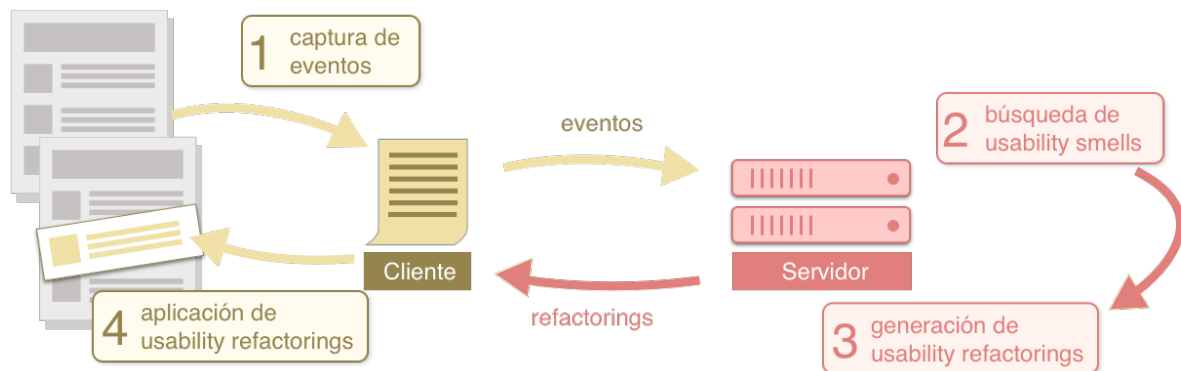 1 captura de
eventos
eventos
2 búsqueda de
usability smells
Cliente
Servidor
refactorings
4 aplicación de
usability refactorings
3 generación de
usability refactorings